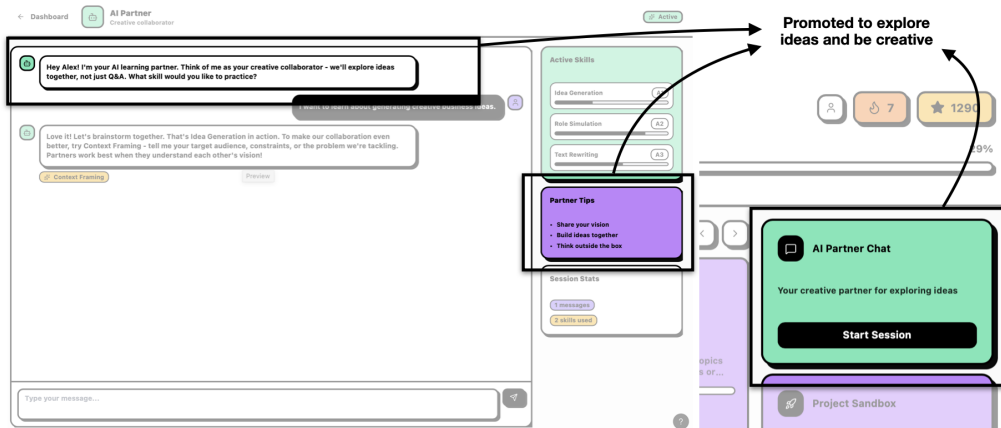 ← Dashboard
AI Partner
Creative collaborator
Active
Promoted to explore
ideas and be creative
Hey Alex! I'm your AI learning partner. Think of me as your creative collaborator - we'll explore ideas
together, not just Q&A. What skill would you like to practice?
I want to learn about generating creative business ideas.
Love it! Let's brainstorm together. That's Idea Generation in action. To make our collaboration even
better, try Context Framing - tell me your target audience, constraints, or the problem we're tackling.
Partners work best when they understand each other's vision!
Context Framing
Preview
Type your message...
Active Skills
Idea Generation
Role Simulation A2
Text Rewriting A3
Partner Tips
• Share your vision
• Build ideas together
• Think outside the box
Session Stats
1 messages
2 skills used
?
7
1290
29%
AI Partner Chat
Your creative partner for exploring ideas
Start Session
opics
s or...
Project Sandbox